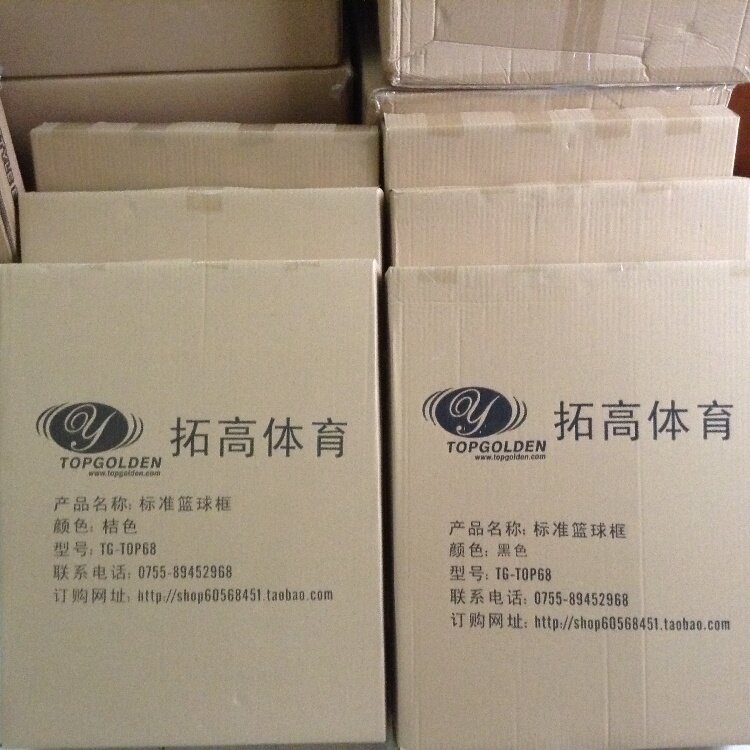 Y
TOPGOLDEN
www.topgolden.com
拓高体育
产品名称: 标准篮球框
颜色: 桔色
型号: TG-TOP68
联系电话: 0755-89452968
订购网址: http://shop60568451.taobao.com
Y
TOPGOLDEN
www.topgolden.com
拓高体育
产品名称: 标准篮球框
颜色: 黑色
型号: TG-TOP68
联系电话: 0755-89452968
订购网址: http://shop60568451.taobao.com